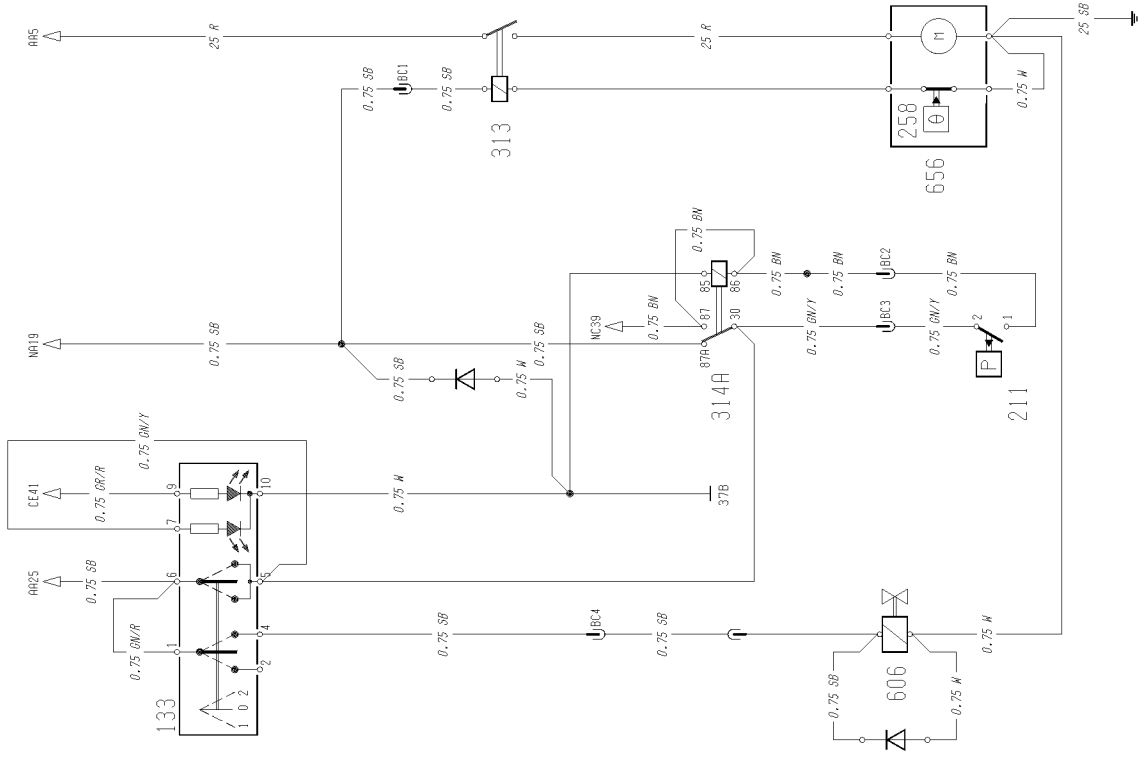 AA5
25 R
25 R
25 SB
M
0.75 SB
BC1
0.75 SB
313
258
θ
656
0.75 W
NA19
0.75 SB
0.75 SB
0.75 SB
0.75 W
NC39
0.75 BN
0.75 BN
87
85
86
30
87A
314A
0.75 BN
0.75 BN
BC2
0.75 BN
0.75 GN/Y
BC3
0.75 GN/Y
2
1
P
211
0.75 GN/Y
CE41
0.75 GR/R
9
7
10
0.75 W
37B
AA25
0.75 SB
6
5
0.75 GN/R
1
4
2
133
1 0 2
0.75 SB
BC4
0.75 SB
606
0.75 W
0.75 SB
0.75 W